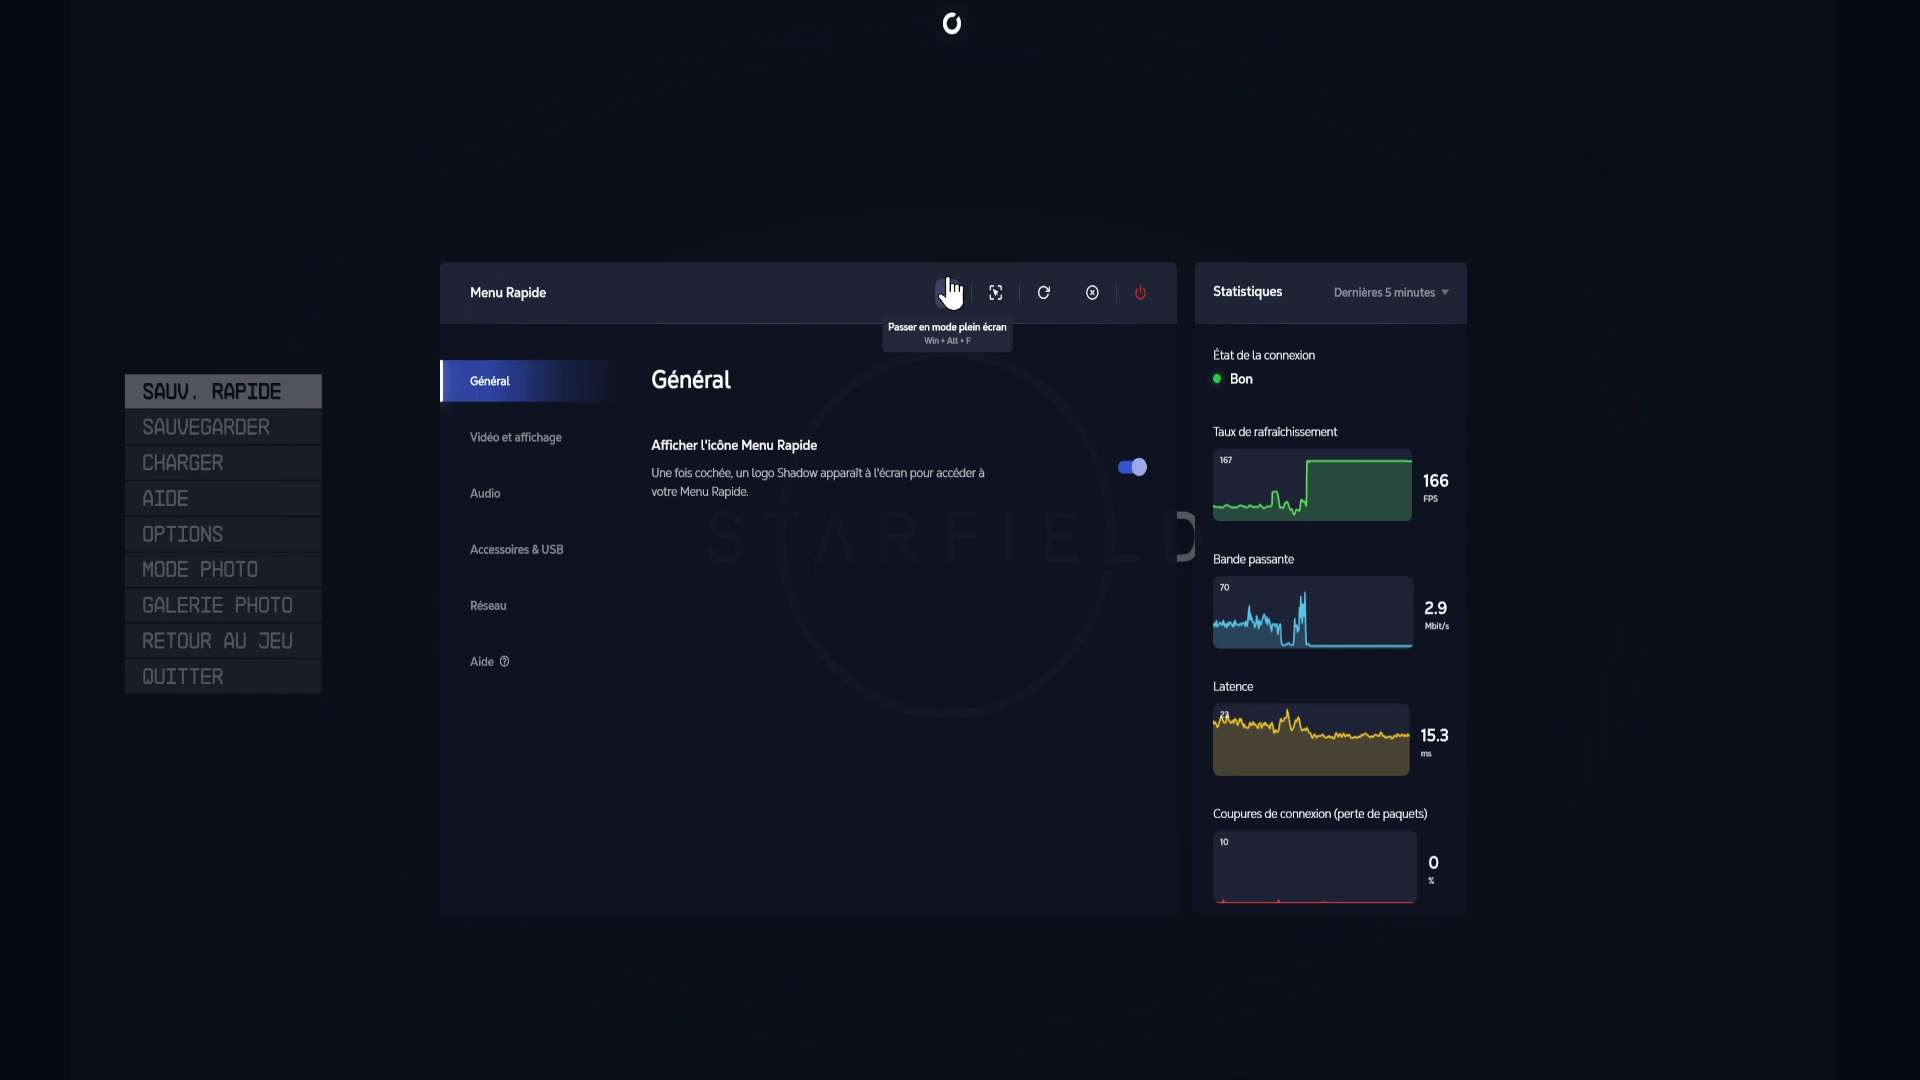 Menu Rapide
Passer en mode plein écran
Win + Alt + F
Général
Vidéo et affichage
Audio
Accessoires & USB
Réseau
Aide
Général
Afficher l'icône Menu Rapide
Une fois cochée, un logo Shadow apparaît à l'écran pour accéder à
votre Menu Rapide.
STARFIELD
SAUV. RAPIDE
SAUVEGARDER
CHARGER
AIDE
OPTIONS
MODE PHOTO
GALERIE PHOTO
RETOUR AU JEU
QUITTER
Statistiques
Dernières 5 minutes
État de la connexion
Bon
Taux de rafraîchissement
167
166
FPS
Bande passante
70
2.9
Mbit/s
Latence
23
15.3
ms
Coupures de connexion (perte de paquets)
10
0
%